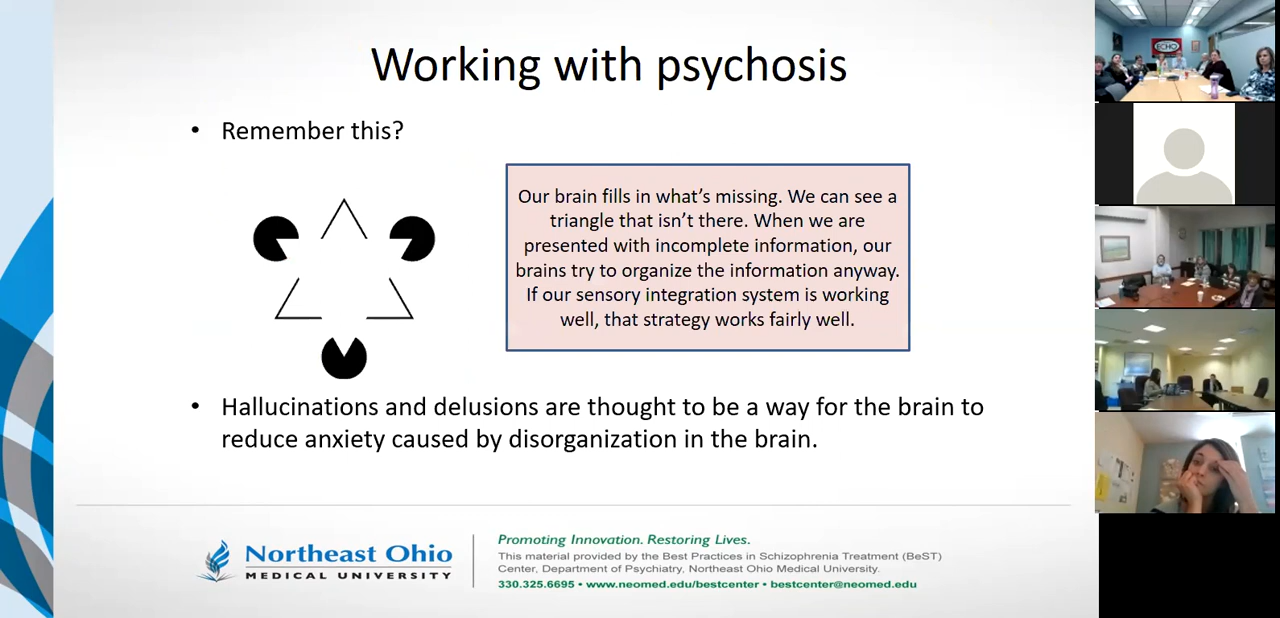 Working with psychosis
• Remember this?
Our brain fills in what's missing. We can see a
triangle that isn't there. When we are
presented with incomplete information, our
brains try to organize the information anyway.
If our sensory integration system is working
well, that strategy works fairly well.
• Hallucinations and delusions are thought to be a way for the brain to
reduce anxiety caused by disorganization in the brain.
Northeast Ohio
MEDICAL UNIVERSITY
Promoting Innovation. Restoring Lives.
This material provided by the Best Practices in Schizophrenia Treatment (BeST)
Center, Department of Psychiatry, Northeast Ohio Medical University.
330.325.6695 • www.neomed.edu/bestcenter • bestcenter@neomed.edu
ECHO